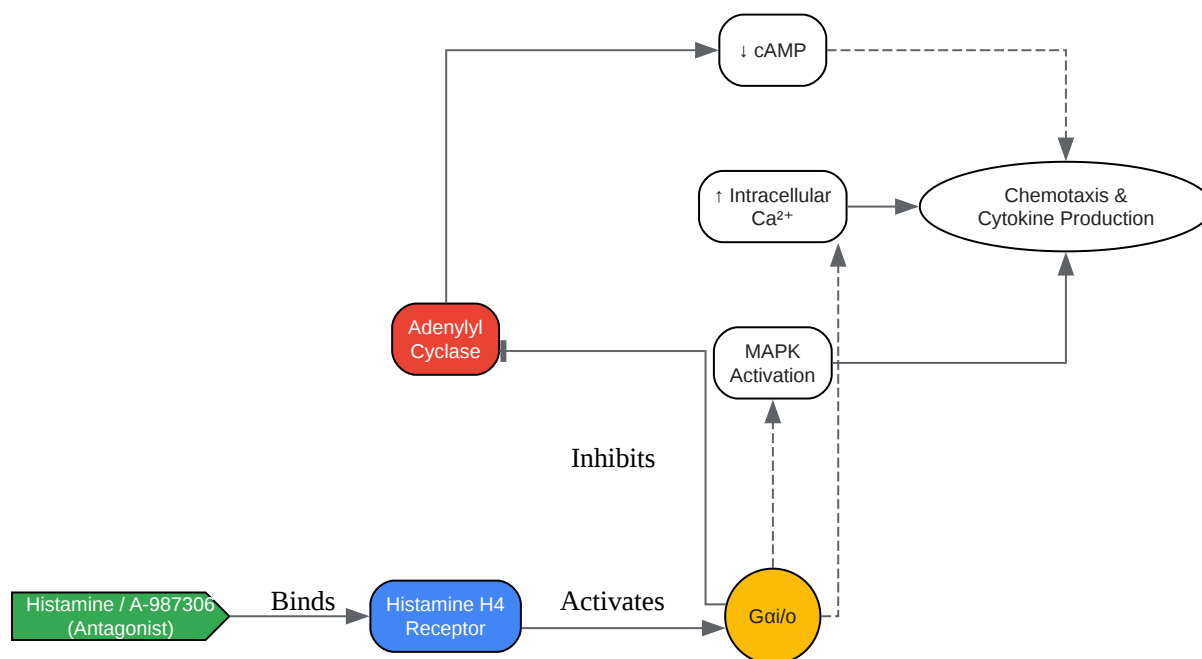 ↓ cAMP
↑ Intracellular
Ca²⁺
Chemotaxis &
Cytokine Production
Adenylyl
Cyclase
MAPK
Activation
Inhibits
Histamine / A-987306
(Antagonist)
Binds
Histamine H4
Receptor
Activates
Gαi/o